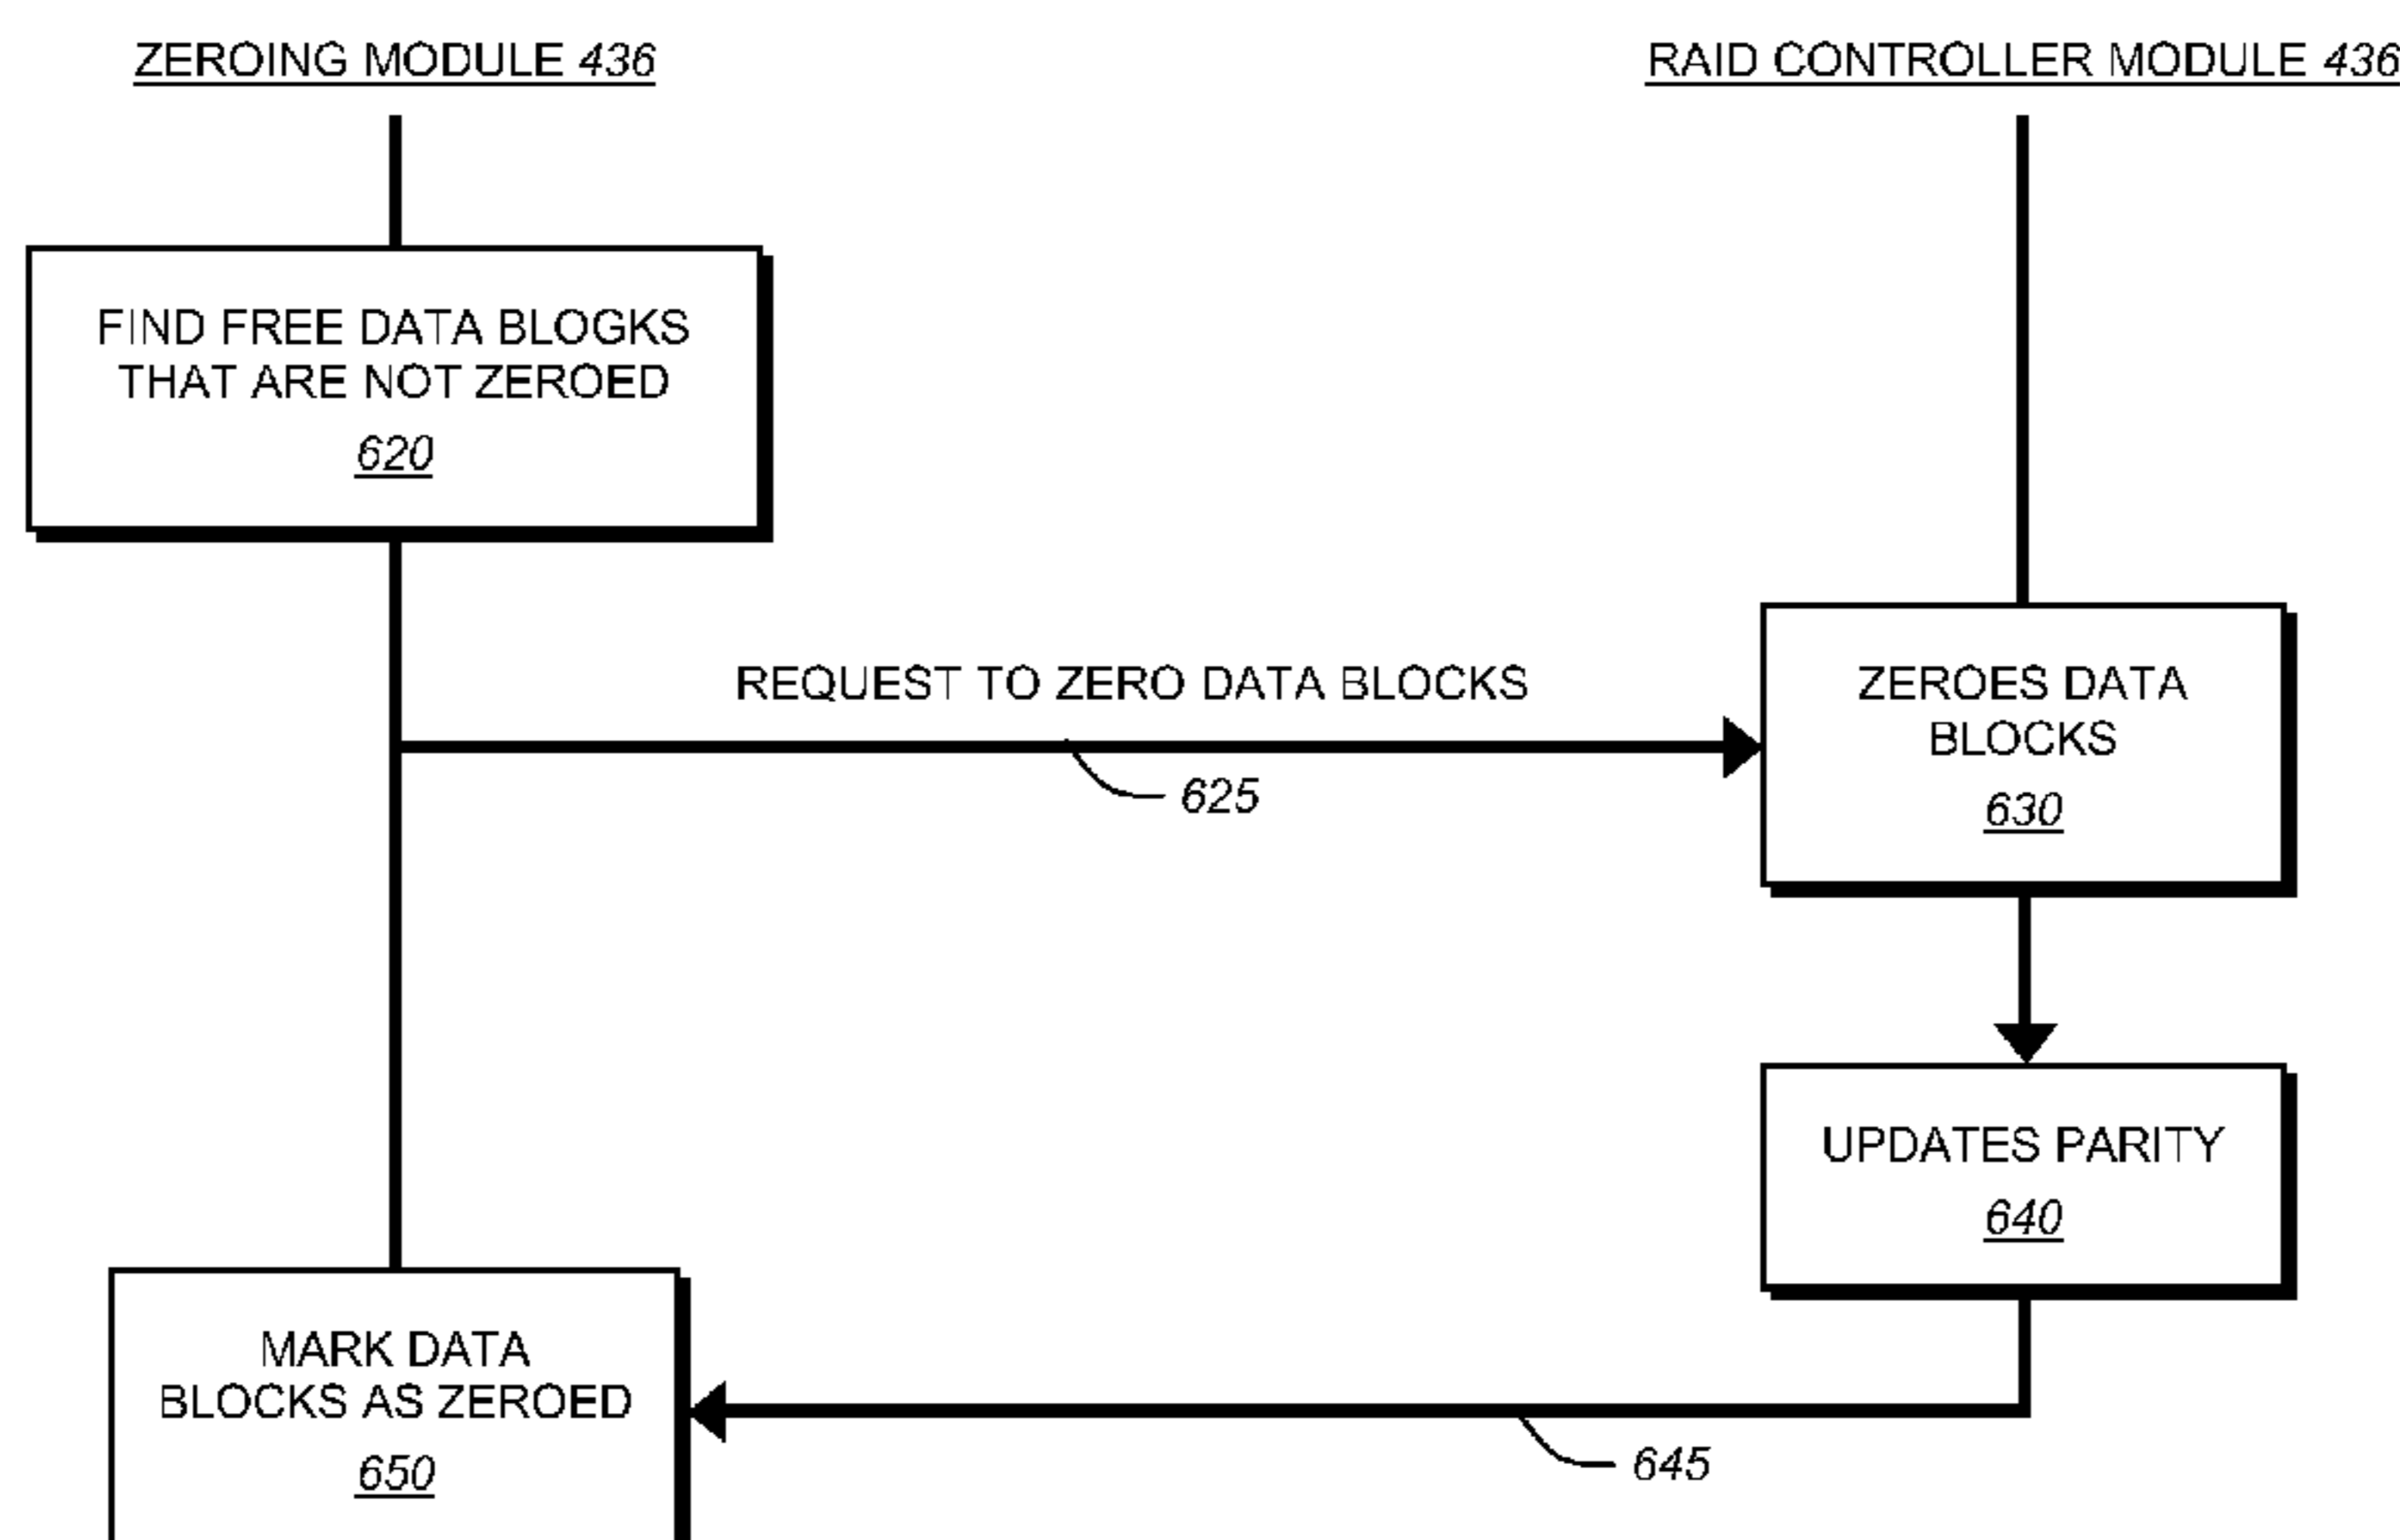 ZEROING MODULE 436
RAID CONTROLLER MODULE 436
FIND FREE DATA BLOGKS
THAT ARE NOT ZEROED
620
REQUEST TO ZERO DATA BLOCKS
625
ZEROES DATA
BLOCKS
630
UPDATES PARITY
640
645
MARK DATA
BLOCKS AS ZEROED
650